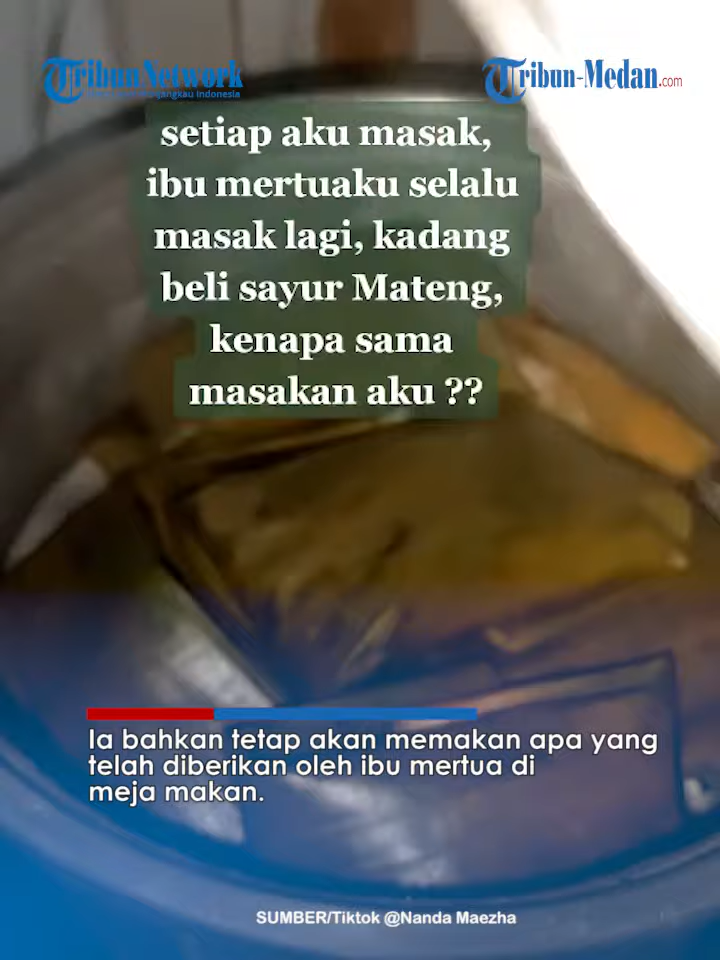 TribunNetwork
Tribun-Medan.com
setiap aku masak,
ibu mertuaku selalu
masak lagi, kadang
beli sayur Mateng,
kenapa sama
masakan aku ??
Ia bahkan tetap akan memakan apa yang
telah diberikan oleh ibu mertua di
meja makan.
SUMBER/Tiktok @Nanda Maezha